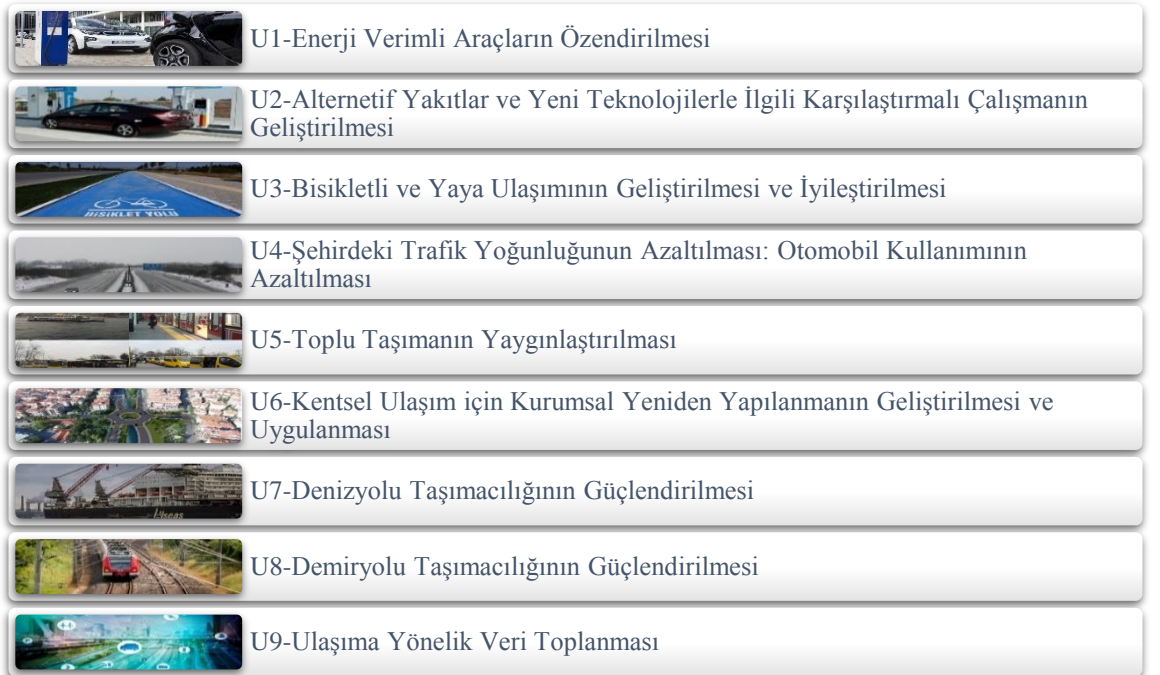 U1-Enerji Verimli Araçların Özendirilmesi
U2-Alternetif Yakıtlar ve Yeni Teknolojilerle İlgili Karşılaştırmalı Çalışmanın
Geliştirilmesi
BISIKLET YOLU
U3-Bisikletli ve Yaya Ulaşımının Geliştirilmesi ve İyileştirilmesi
U4-Şehirdeki Trafik Yoğunluğunun Azaltılması: Otomobil Kullanımının
Azaltılması
U5-Toplu Taşımanın Yaygınlaştırılması
U6-Kentsel Ulaşım için Kurumsal Yeniden Yapılanmanın Geliştirilmesi ve
Uygulanması
U7-Denizyolu Taşımacılığının Güçlendirilmesi
U8-Demiryolu Taşımacılığının Güçlendirilmesi
U9-Ulaşıma Yönelik Veri Toplanması